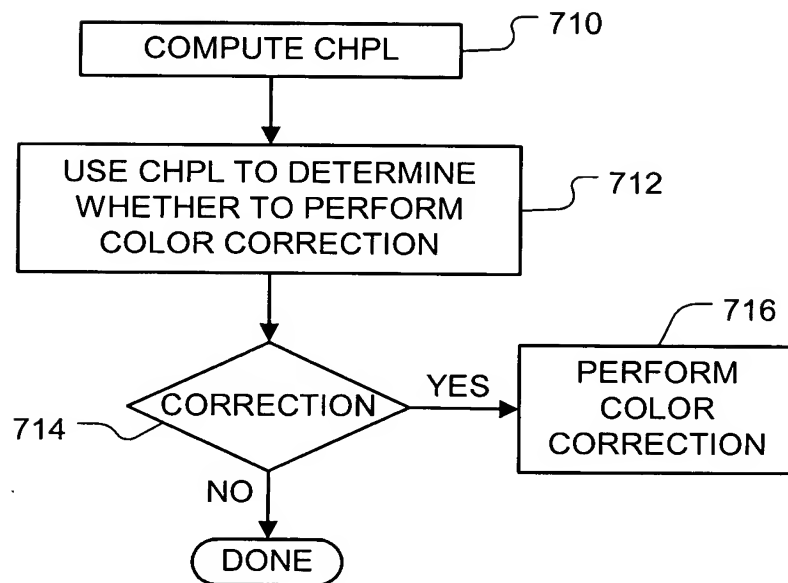 COMPUTE CHPL
710
USE CHPL TO DETERMINE
WHETHER TO PERFORM
COLOR CORRECTION
712
CORRECTION
714
YES
716
PERFORM
COLOR
CORRECTION
NO
DONE